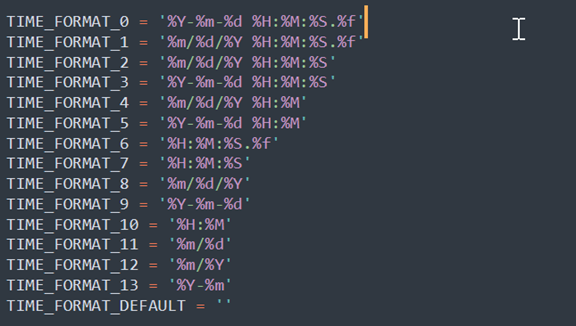 TIME_FORMAT_0 = '%Y-%m-%d %H:%M:%S.%f'
TIME_FORMAT_1 = '%m/%d/%Y %H:%M:%S.%f'
TIME_FORMAT_2 = '%m/%d/%Y %H:%M:%S'
TIME_FORMAT_3 = '%Y-%m-%d %H:%M:%S'
TIME_FORMAT_4 = '%m/%d/%Y %H:%M'
TIME_FORMAT_5 = '%Y-%m-%d %H:%M'
TIME_FORMAT_6 = '%H:%M:%S.%f'
TIME_FORMAT_7 = '%H:%M:%S'
TIME_FORMAT_8 = '%m/%d/%Y'
TIME_FORMAT_9 = '%Y-%m-%d'
TIME_FORMAT_10 = '%H:%M'
TIME_FORMAT_11 = '%m/%d'
TIME_FORMAT_12 = '%m/%Y'
TIME_FORMAT_13 = '%Y-%m'
TIME_FORMAT_DEFAULT = ''